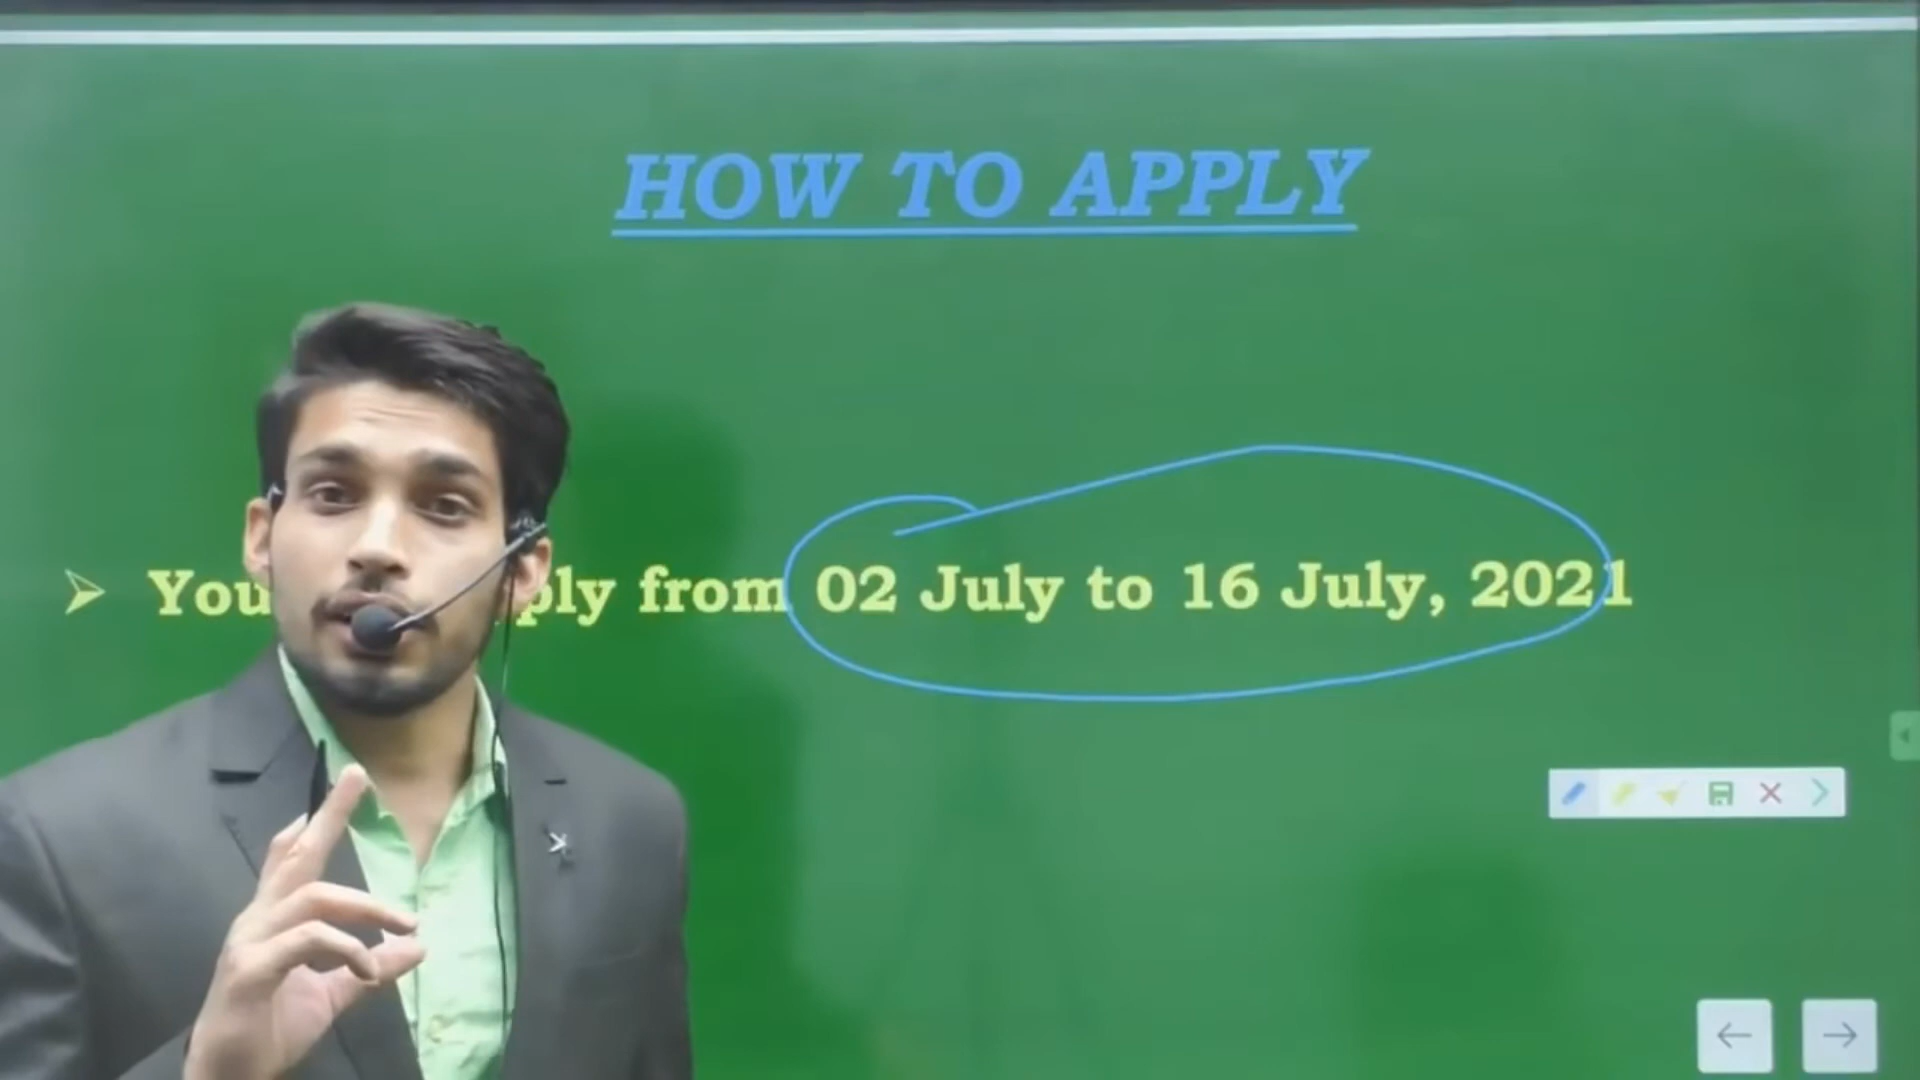 HOW TO APPLY
➢ You ply from 02 July to 16 July, 2021